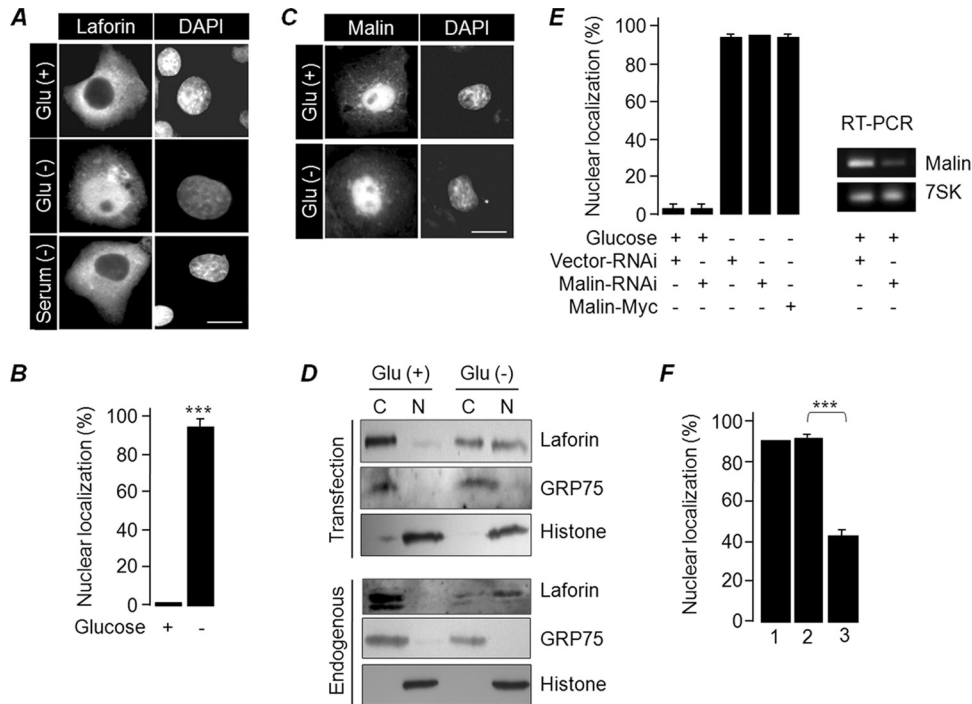 A
Laforin DAPI
Glu (+)
Glu (-)
Serum (-)
B
Nuclear localization (%)
100
80
60
40
20
0
Glucose + -
***
C
Malin DAPI
Glu (+)
Glu (-)
D
Glu (+) Glu (-)
C N C N
Transfection
Laforin
GRP75
Histone
Endogenous
Laforin
GRP75
Histone
E
Nuclear localization (%)
100
80
60
40
20
0
Glucose + + - - - + +
Vector-RNAi + - + - - + -
Malin-RNAi - + - + - - +
Malin-Myc - - - - + - -
RT-PCR
Malin
7SK
F
Nuclear localization (%)
100
80
60
40
20
0
***
1 2 3